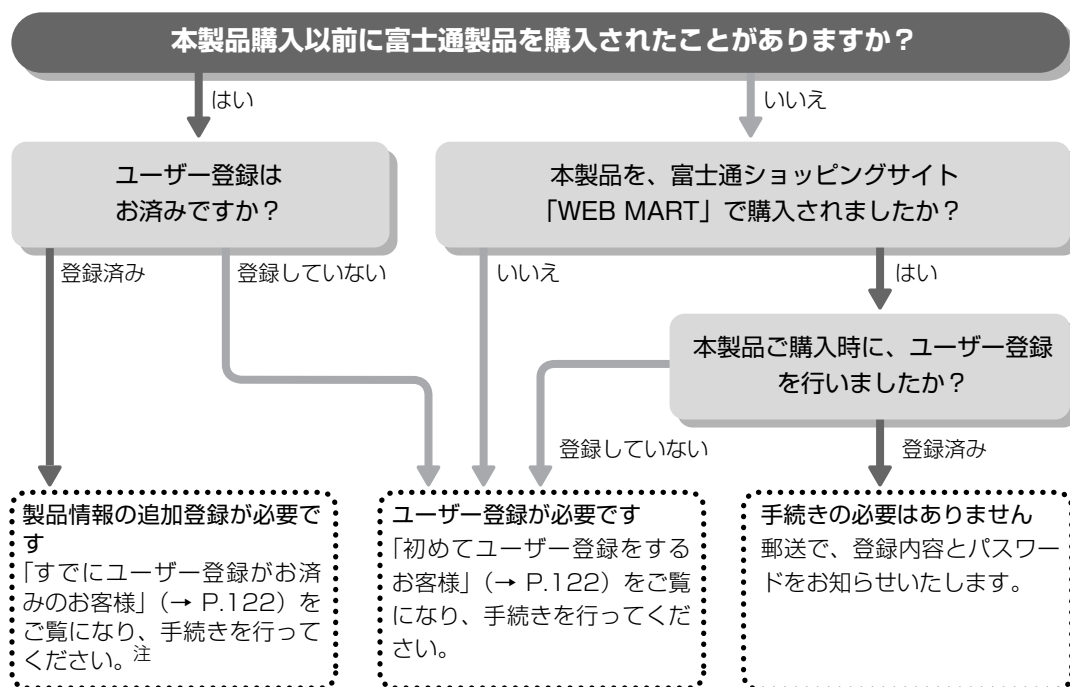 本製品購入以前に富士通製品を購入されたことがありますか?
はい
いいえ
ユーザー登録は
お済みですか?
本製品を、富士通ショッピングサイト
「WEB MART」で購入されましたか?
登録済み
登録していない
いいえ
はい
本製品ご購入時に、ユーザー登録
を行いましたか?
登録していない
登録済み
製品情報の追加登録が必要で
す
「すでにユーザー登録がお済
みのお客様」(→ P.122)を
ご覧になり、手続きを行って
ください。注
ユーザー登録が必要です
「初めてユーザー登録をする
お客様」(→ P.122)をご覧
になり、手続きを行ってくだ
さい。
手続きの必要はありません
郵送で、登録内容とパスワー
ドをお知らせいたします。